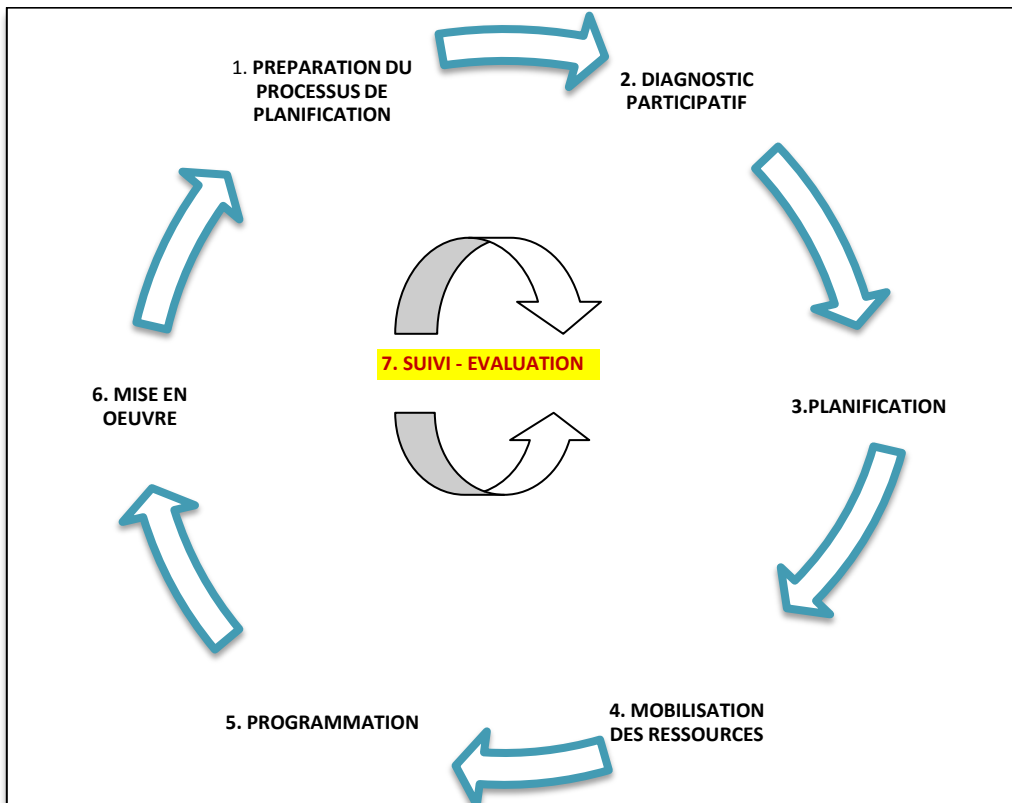 1. PREPARATION DU
PROCESSUS DE
PLANIFICATION
2. DIAGNOSTIC
PARTICIPATIF
3.PLANIFICATION
4. MOBILISATION
DES RESSOURCES
5. PROGRAMMATION
6. MISE EN
OEUVRE
7. SUIVI - EVALUATION